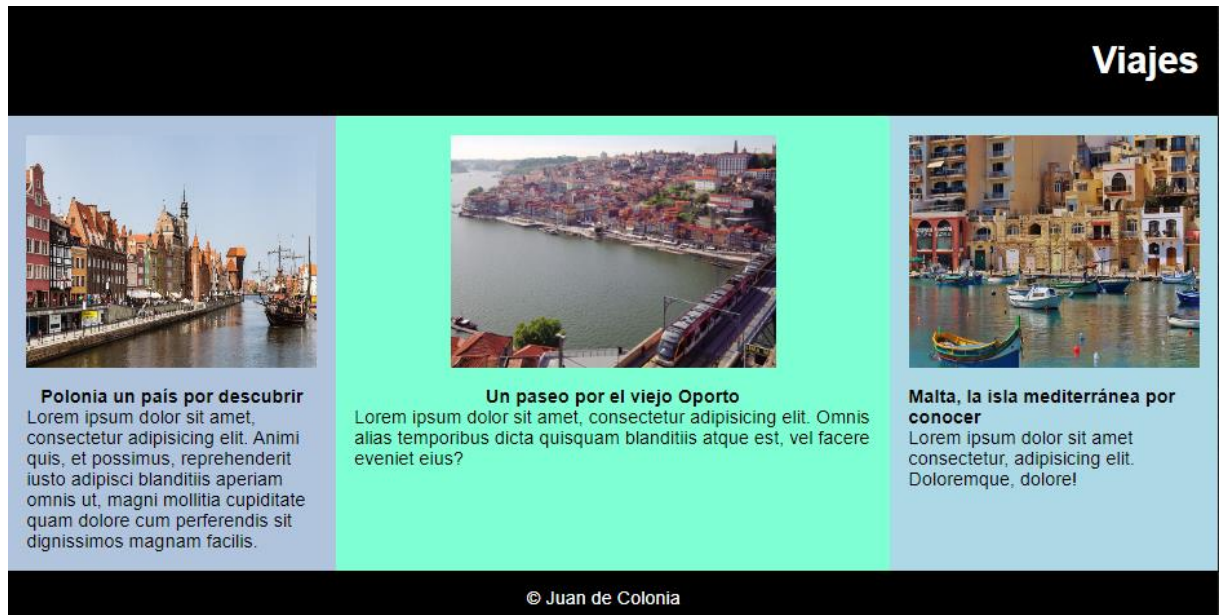 Viajes
Polonia un país por descubrir
Lorem ipsum dolor sit amet,
consectetur adipisicing elit. Animi
quis, et possimus, reprehenderit
iusto adipisci blanditiis aperiam
omnis ut, magni mollitia cupiditate
quam dolore cum perferendis sit
dignissimos magnam facilis.
Un paseo por el viejo Oporto
Lorem ipsum dolor sit amet, consectetur adipisicing elit. Omnis
alias temporibus dicta quisquam blanditiis atque est, vel facere
eveniet eius?
Malta, la isla mediterránea por
conocer
Lorem ipsum dolor sit amet
consectetur, adipisicing elit.
Doloremque, dolore!
© Juan de Colonia